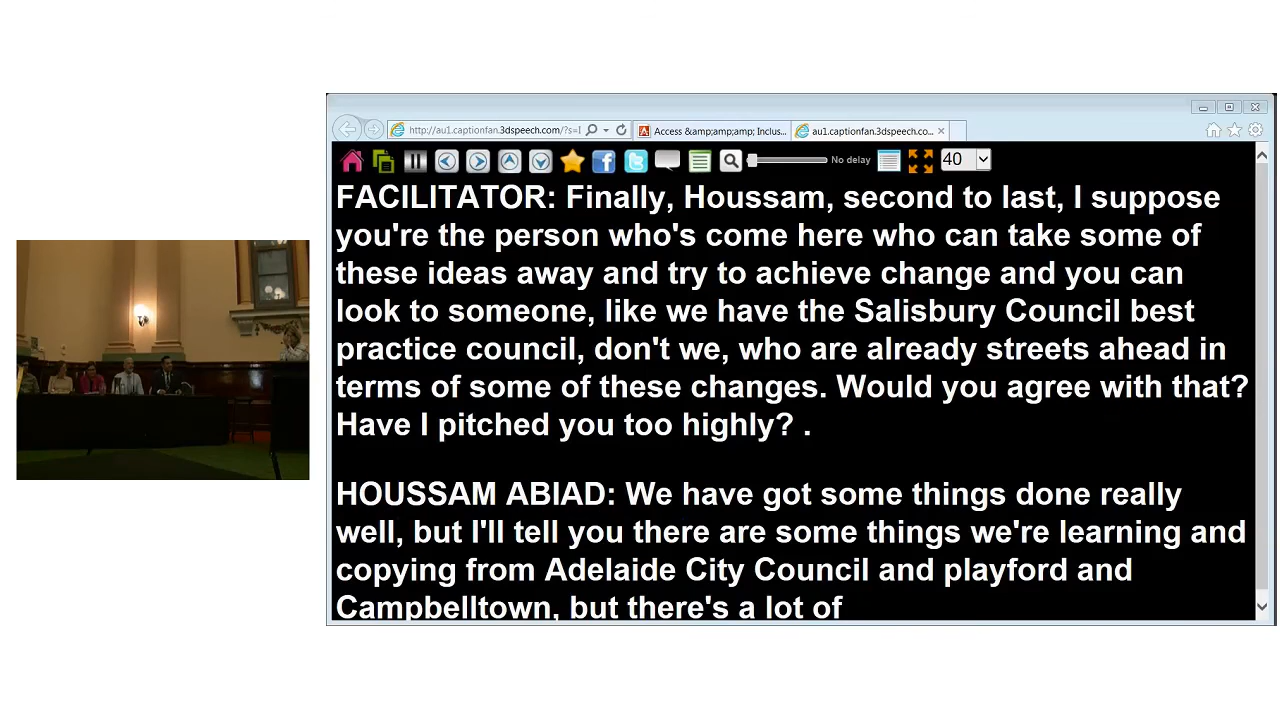 http://au1.captionfan.3dspeech.com/?s=I
Access &amp;amp;amp; Inclus...
au1.captionfan.3dspeech.co...
No delay
40
FACILITATOR: Finally, Houssam, second to last, I suppose
you're the person who's come here who can take some of
these ideas away and try to achieve change and you can
look to someone, like we have the Salisbury Council best
practice council, don't we, who are already streets ahead in
terms of some of these changes. Would you agree with that?
Have I pitched you too highly? .
HOUSSAM ABIAD: We have got some things done really
well, but I'll tell you there are some things we're learning and
copying from Adelaide City Council and playford and
Campbelltown, but there's a lot of